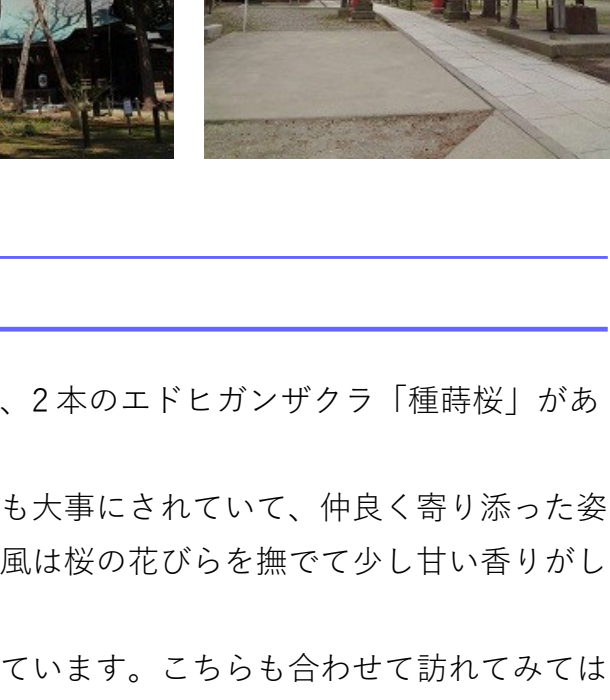 、2本のエドヒガンザクラ「種蒔桜」があ
も大事にされていて、仲良く寄り添った姿
風は桜の花びらを撫でて少し甘い香りがし
ています。こちらも合わせて訪れてみては